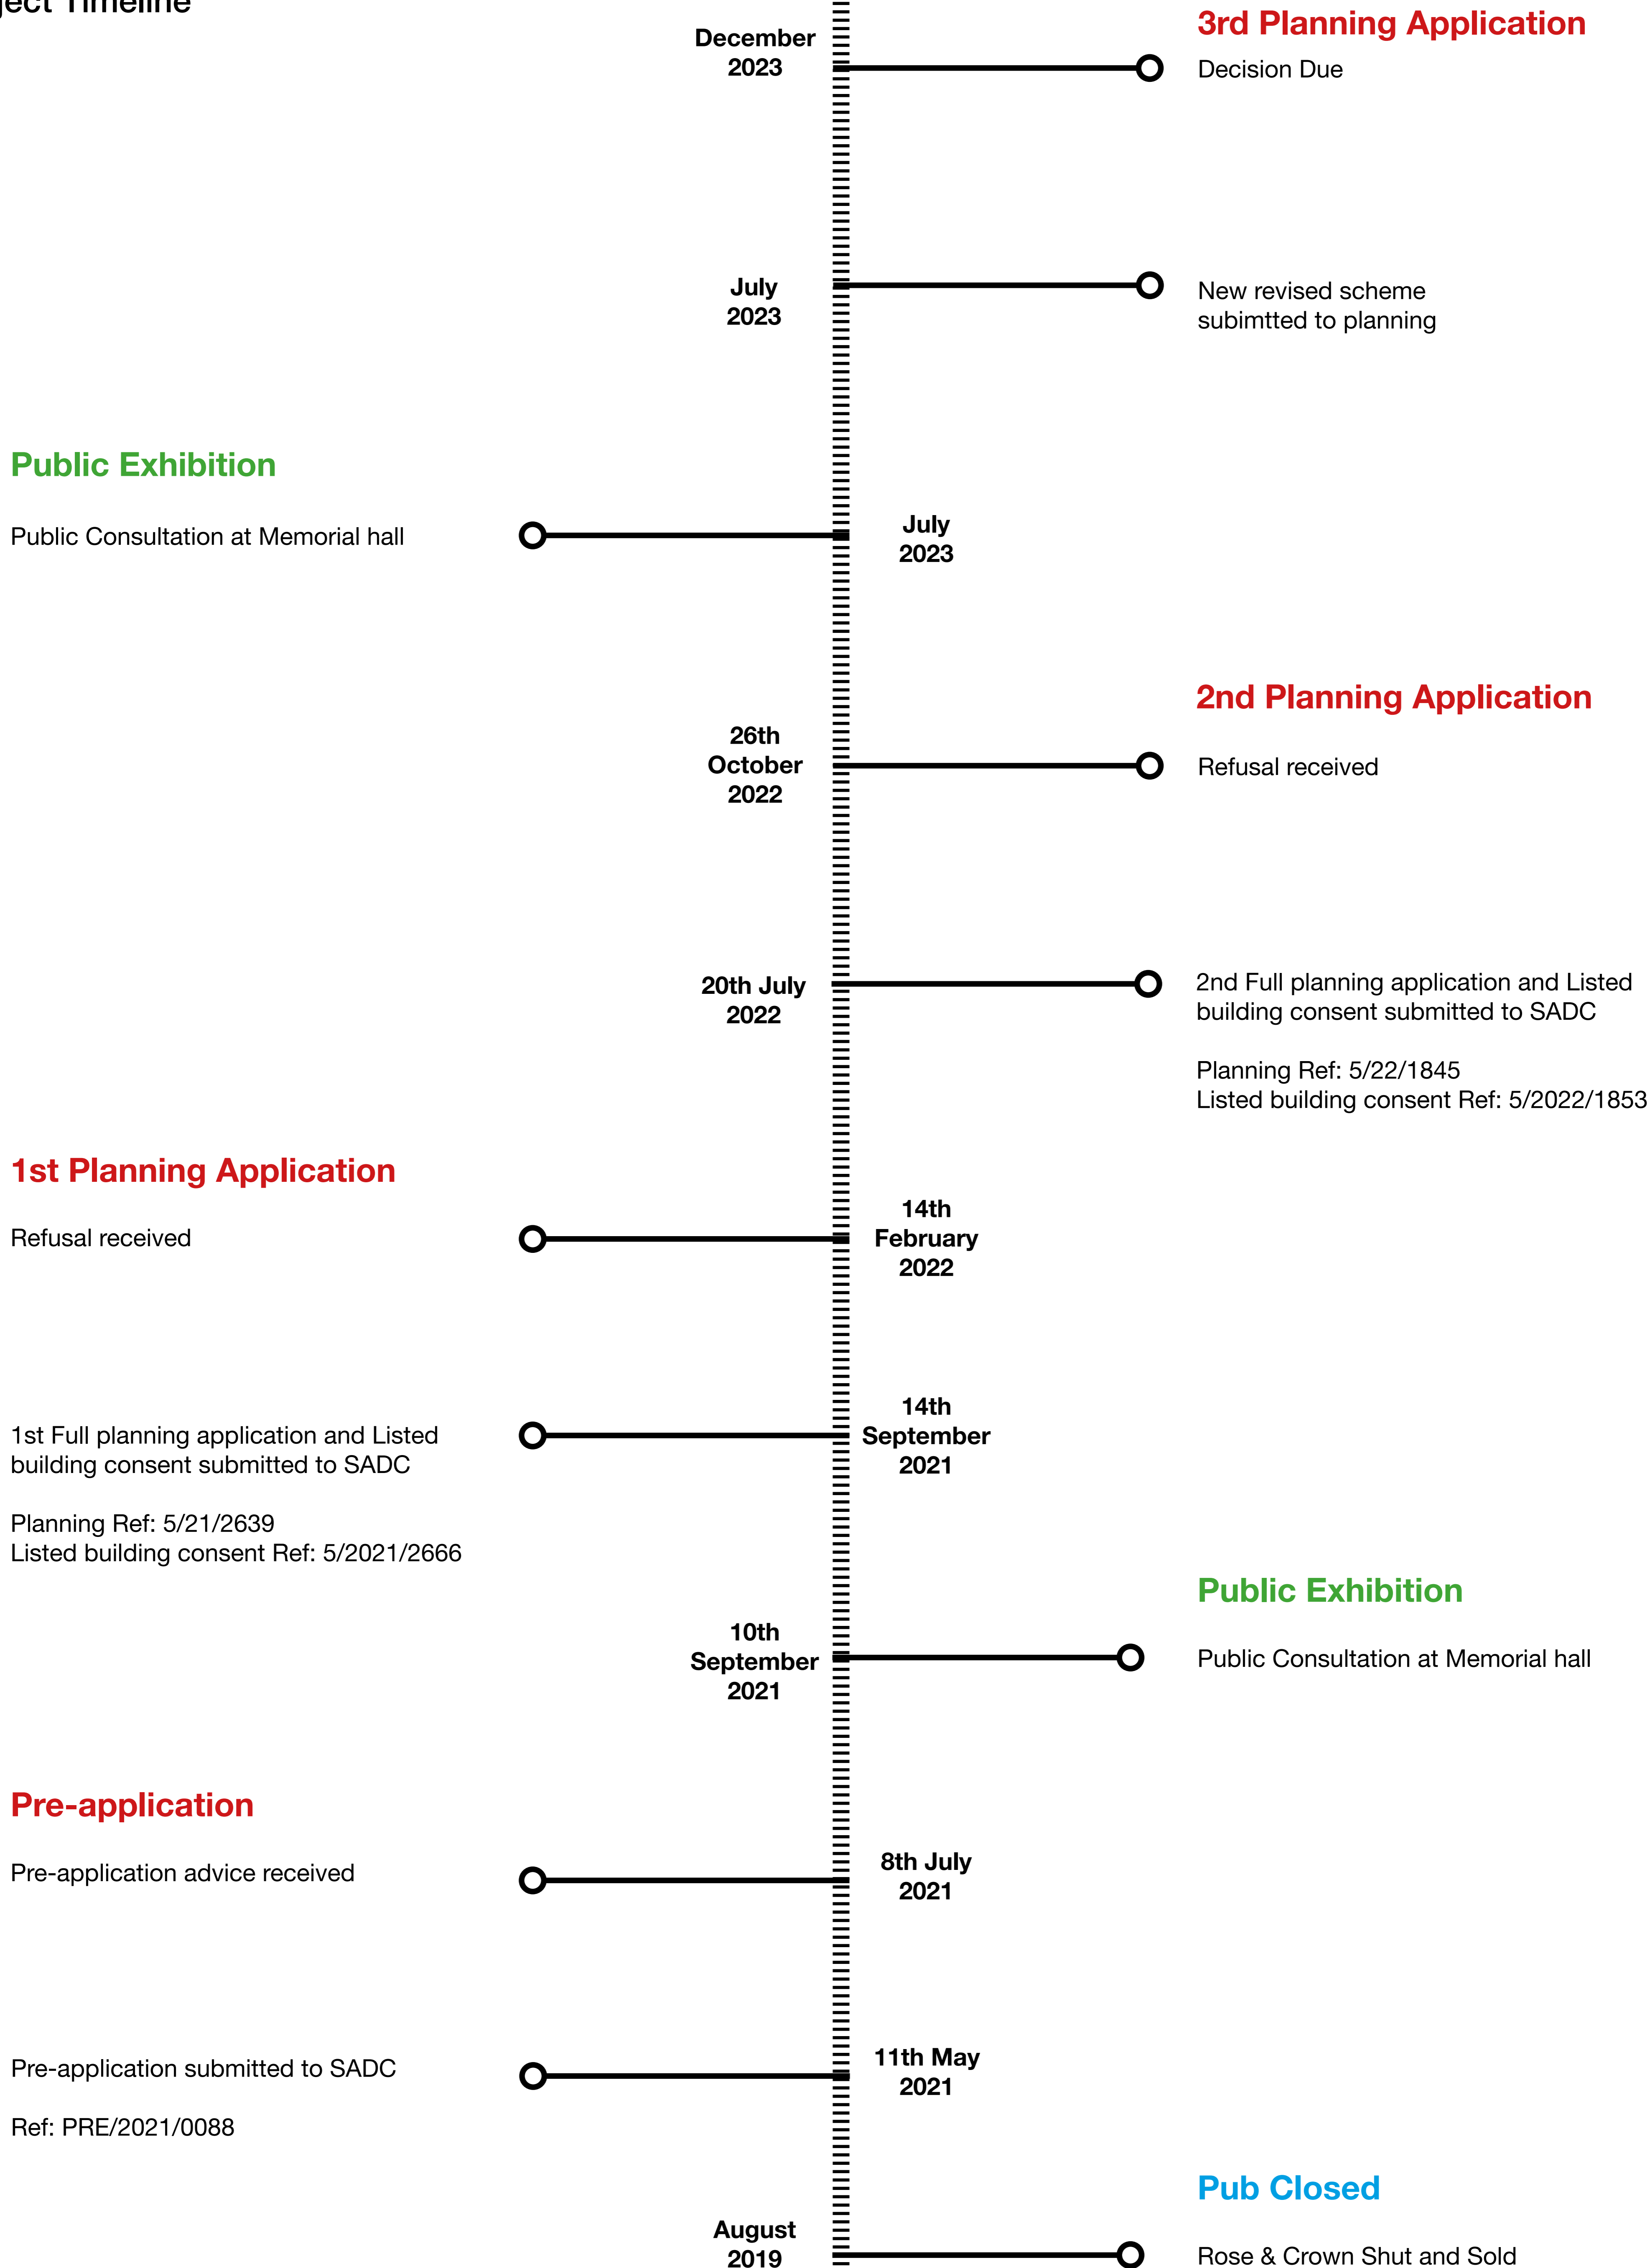 Timeline
December
2023
3rd Planning Application
Decision Due
July
2023
New revised scheme
subimtted to planning
Public Exhibition
Public Consultation at Memorial hall
July
2023
2nd Planning Application
26th
October
2022
Refusal received
20th July
2022
2nd Full planning application and Listed
building consent submitted to SADC
Planning Ref: 5/22/1845
Listed building consent Ref: 5/2022/1853
1st Planning Application
Refusal received
14th
February
2022
1st Full planning application and Listed
building consent submitted to SADC
Planning Ref: 5/21/2639
Listed building consent Ref: 5/2021/2666
14th
September
2021
Public Exhibition
10th
September
2021
Public Consultation at Memorial hall
Pre-application
Pre-application advice received
8th July
2021
Pre-application submitted to SADC
Ref: PRE/2021/0088
11th May
2021
Pub Closed
August
2019
Rose & Crown Shut and Sold